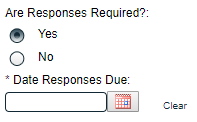 Are Responses Required?:
Yes
No
* Date Responses Due:
Clear